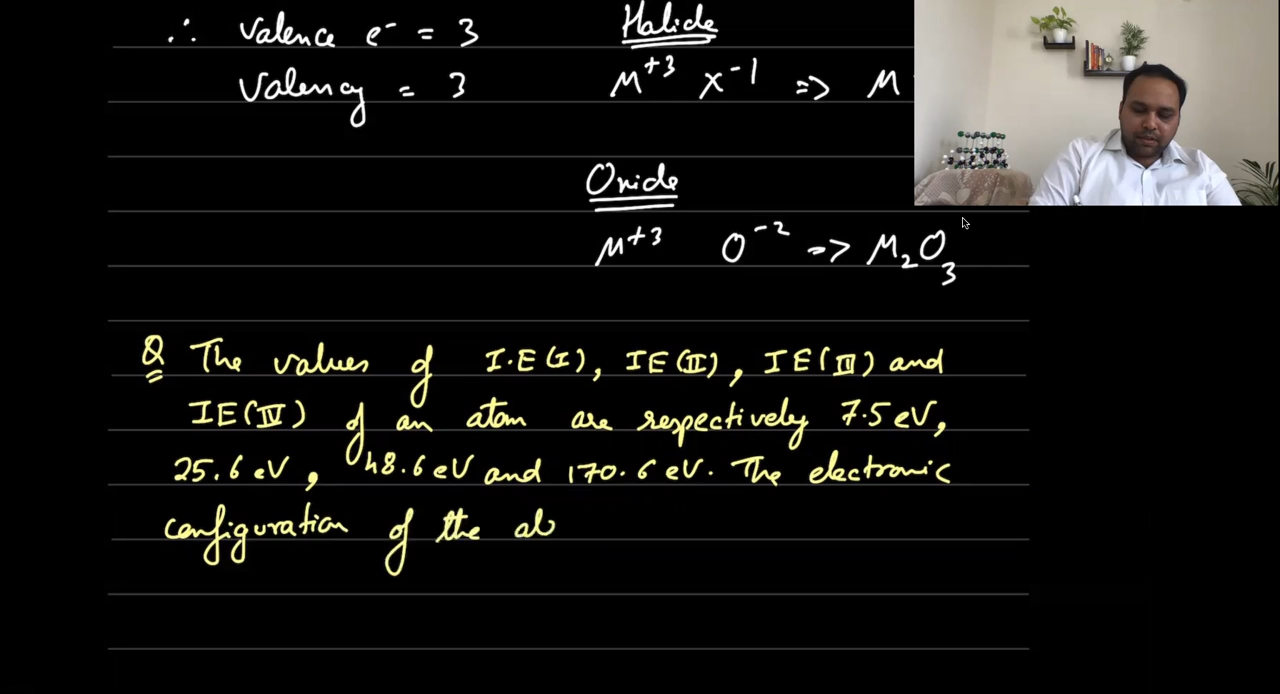 ∴ Valence e⁻ = 3
Valency = 3
Halide
M⁺³ X⁻¹ => M
Oxide
M⁺³ O⁻² => M₂O₃
Q The values of I.E(I), IE(II), IE(III) and
IE(IV) of an atom are respectively 7.5 eV,
25.6 eV, 48.6 eV and 170.6 eV. The electronic
configuration of the ab